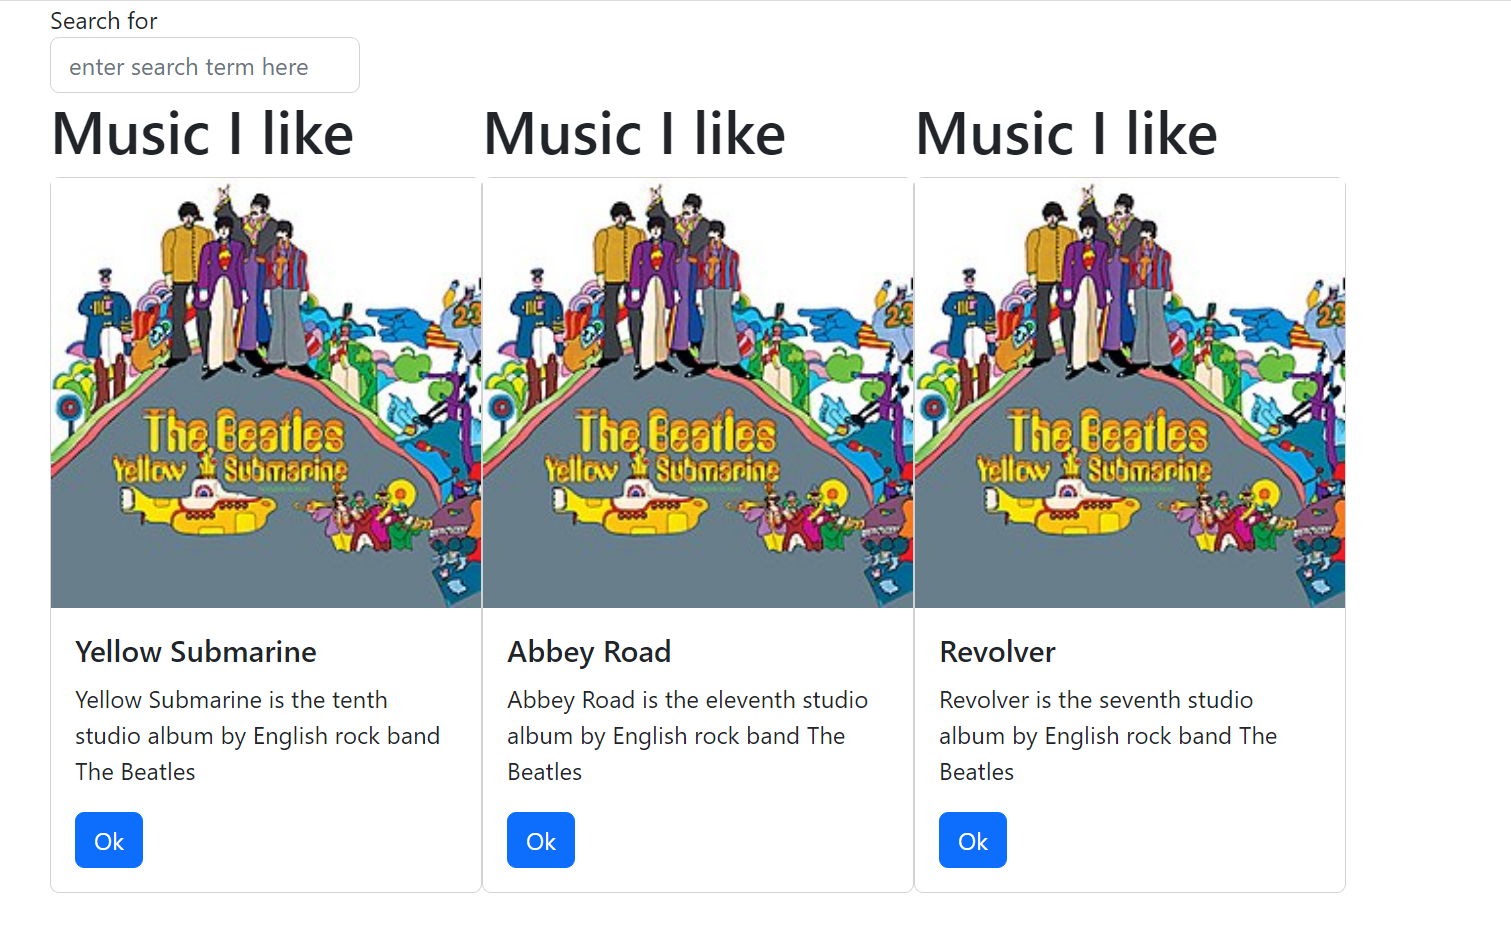 Search for
enter search term here
Music I like
Music I like
Music I like
The Beatles
Yellow Submarine
The Beatles
Yellow Submarine
The Beatles
Yellow Submarine
Yellow Submarine
Yellow Submarine is the tenth
studio album by English rock band
The Beatles
Ok
Abbey Road
Abbey Road is the eleventh studio
album by English rock band The
Beatles
Ok
Revolver
Revolver is the seventh studio
album by English rock band The
Beatles
Ok